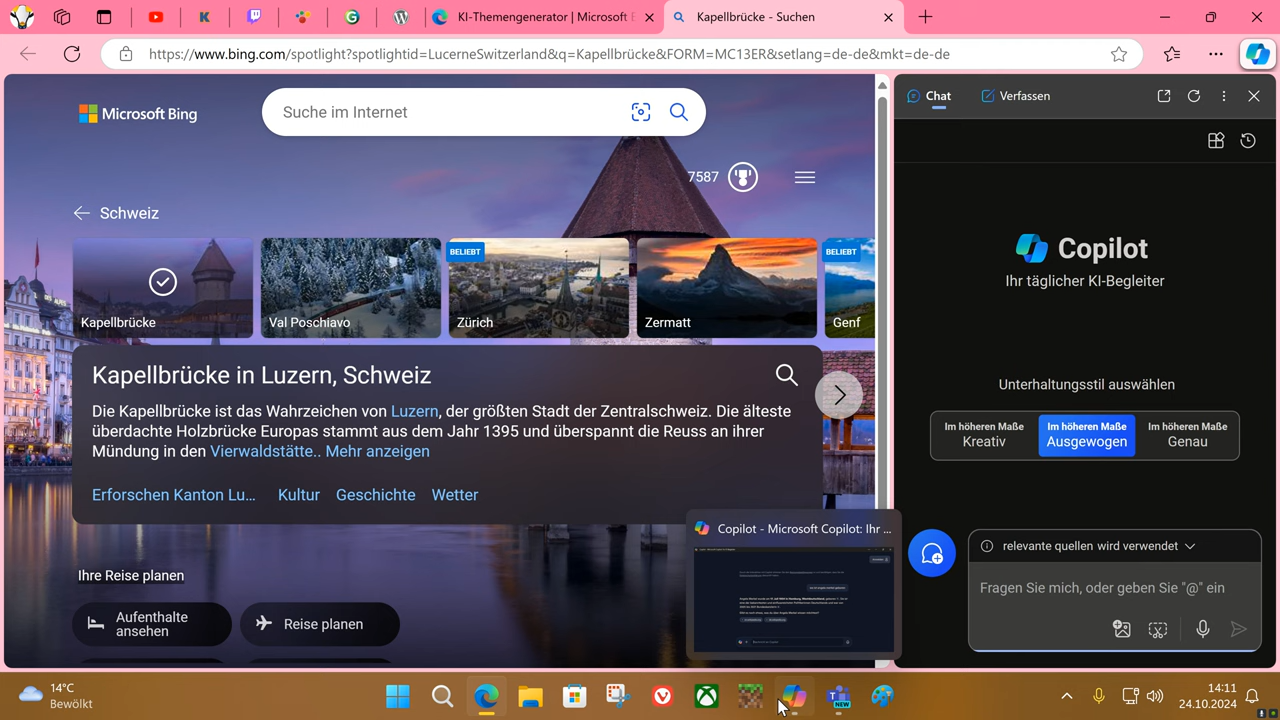 KI-Themengenerator | Microsoft E
Kapellbrücke - Suchen
https://www.bing.com/spotlight?spotlightid=LucerneSwitzerland&q=Kapellbrücke&FORM=MC13ER&setlang=de-de&mkt=de-de
Microsoft Bing
Suche im Internet
7587
Schweiz
Kapellbrücke
Val Poschiavo
BELIEBT
Zürich
Zermatt
BELIEBT
Genf
Kapellbrücke in Luzern, Schweiz
Die Kapellbrücke ist das Wahrzeichen von Luzern, der größten Stadt der Zentralschweiz. Die älteste
überdachte Holzbrücke Europas stammt aus dem Jahr 1395 und überspannt die Reuss an ihrer
Mündung in den Vierwaldstätte.. Mehr anzeigen
Erforschen Kanton Lu... Kultur Geschichte Wetter
Ihre Reise planen
Aufenthalte
ansehen
Reise planen
Chat
Verfassen
Copilot
Ihr täglicher KI-Begleiter
Unterhaltungsstil auswählen
Im höheren Maße
Kreativ
Im höheren Maße
Ausgewogen
Im höheren Maße
Genau
relevante quellen wird verwendet
Fragen Sie mich, oder geben Sie "@" ein
Copilot - Microsoft Copilot: Ihr ...
14°C
Bewölkt
NEW
14:11
24.10.2024